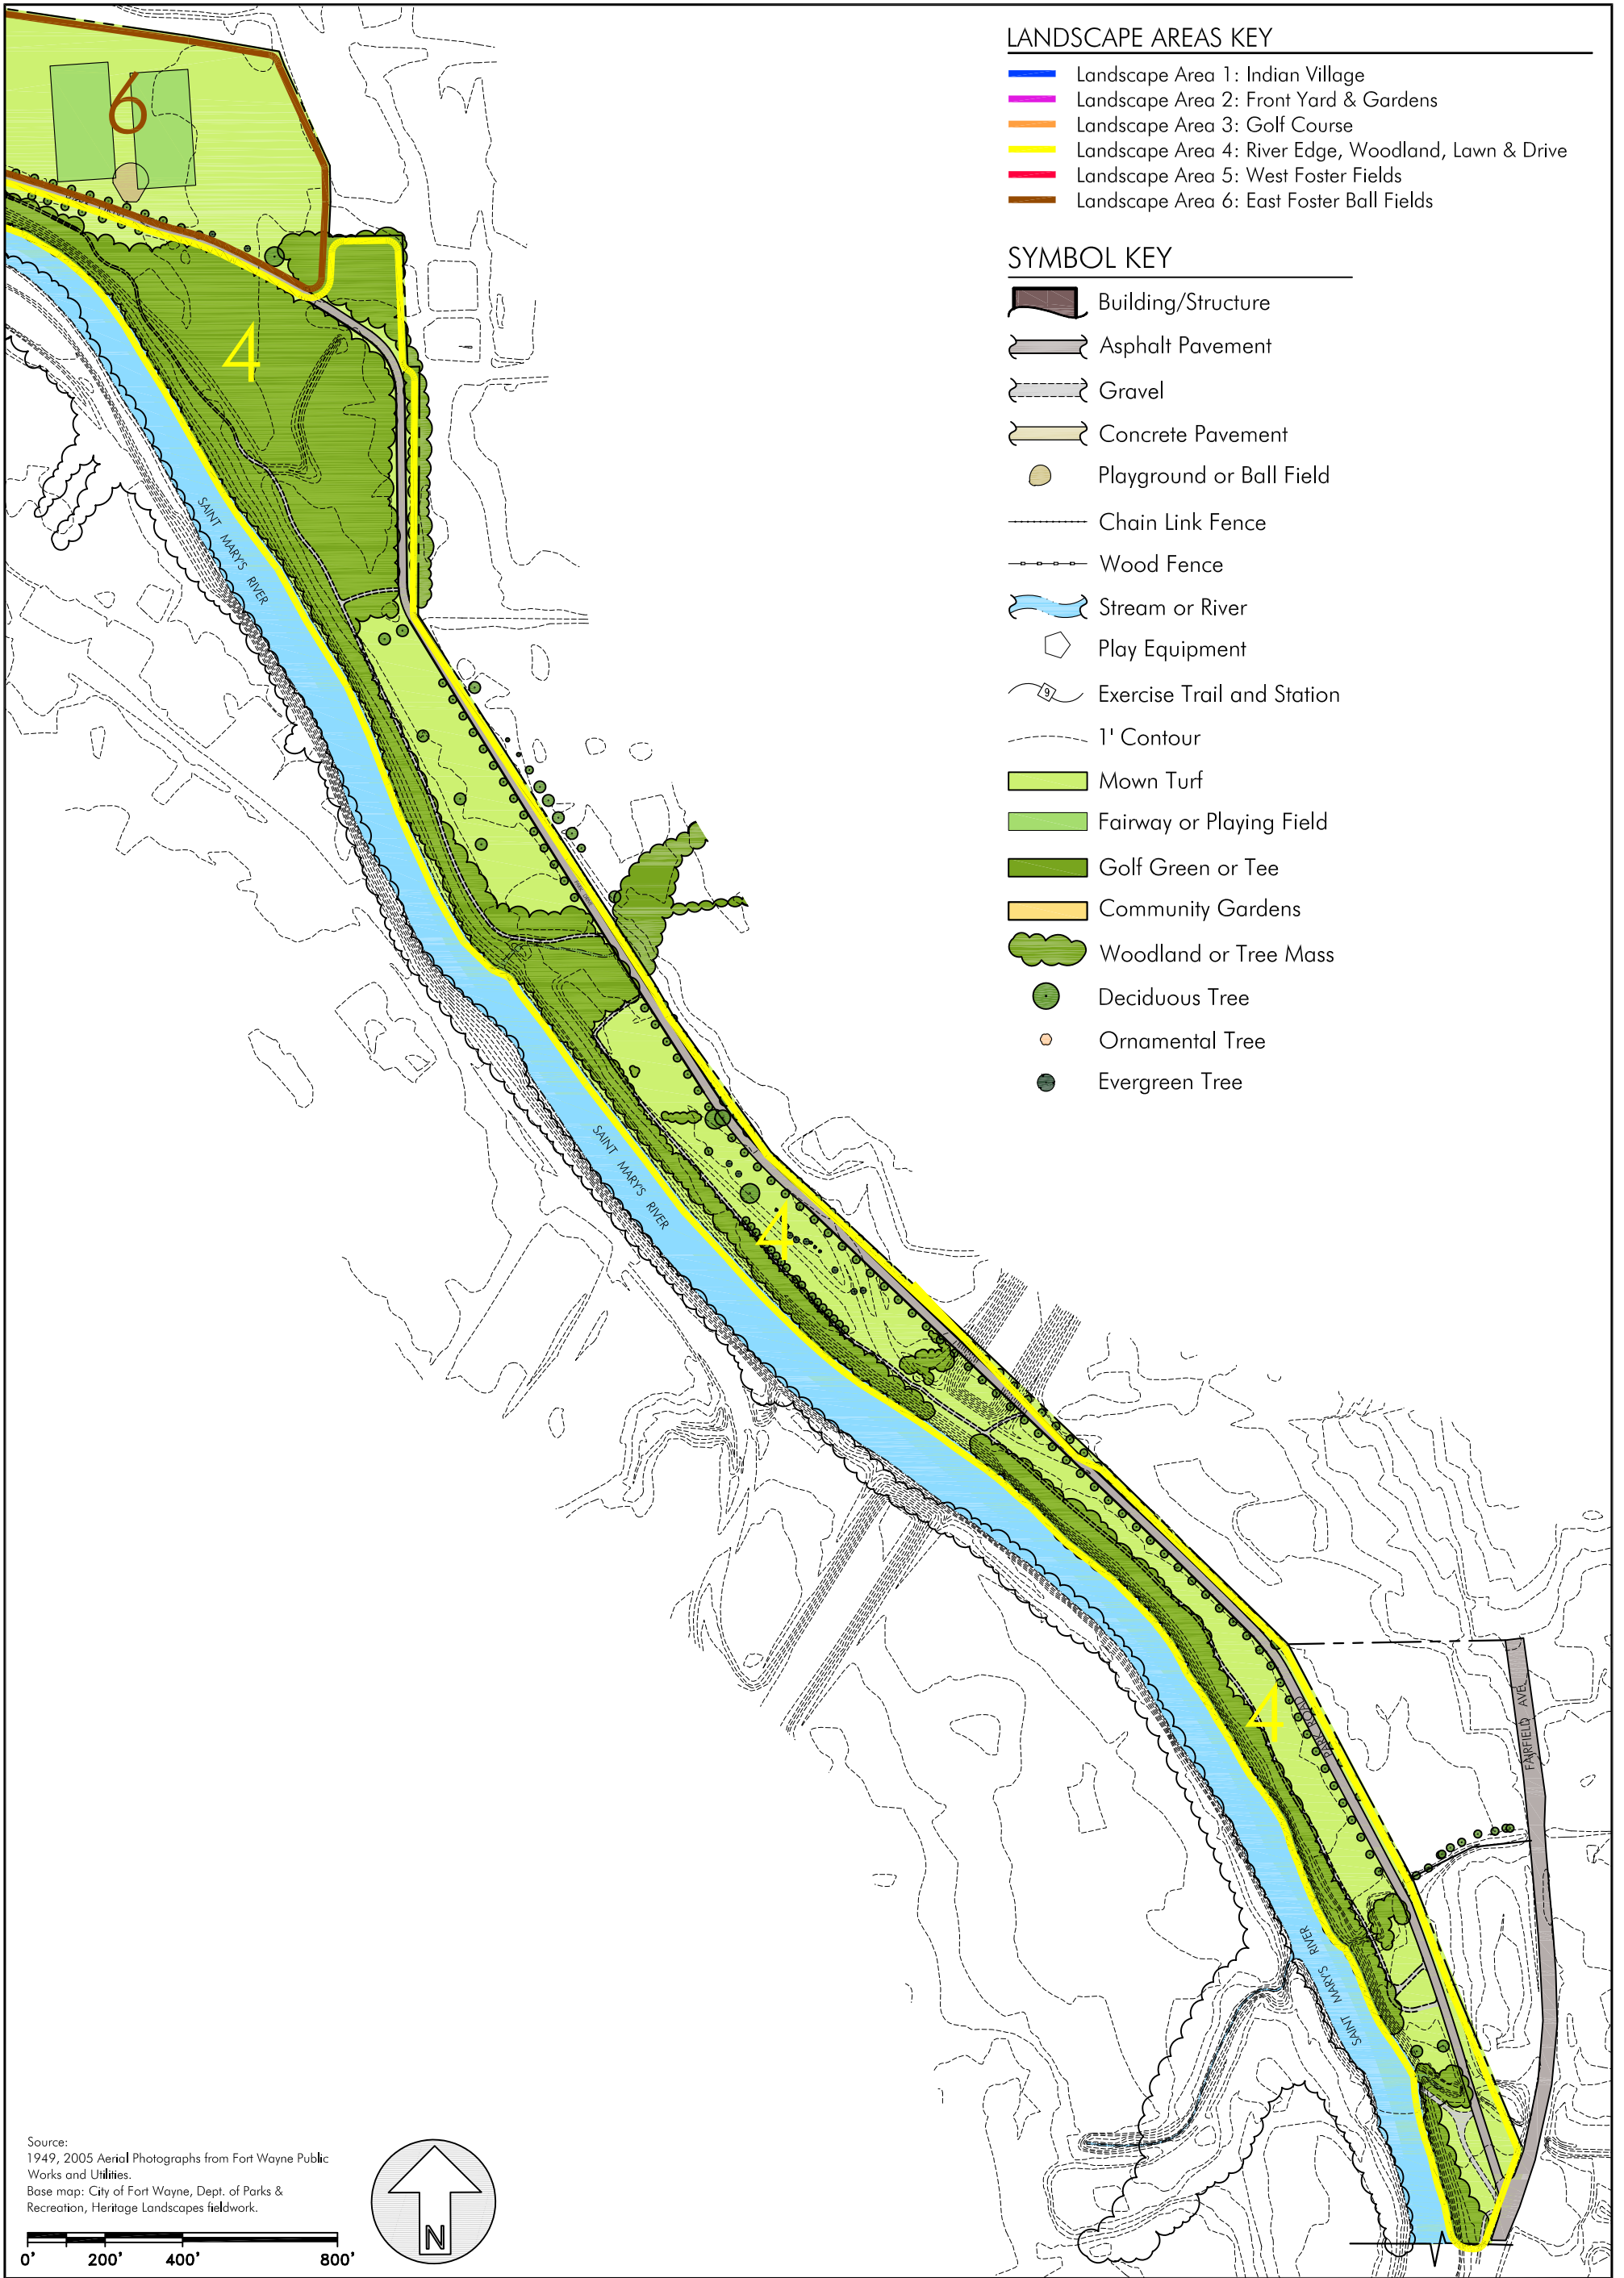 LANDSCAPE AREAS KEY
Landscape Area 1: Indian Village
Landscape Area 2: Front Yard & Gardens
Landscape Area 3: Golf Course
Landscape Area 4: River Edge, Woodland, Lawn & Drive
Landscape Area 5: West Foster Fields
Landscape Area 6: East Foster Ball Fields
SYMBOL KEY
Building/Structure
Asphalt Pavement
Gravel
Concrete Pavement
Playground or Ball Field
Chain Link Fence
Wood Fence
Stream or River
Play Equipment
9
Exercise Trail and Station
1' Contour
Mown Turf
Fairway or Playing Field
Golf Green or Tee
Community Gardens
Woodland or Tree Mass
Deciduous Tree
Ornamental Tree
Evergreen Tree
6
4
SAINT MARY'S RIVER
SAINT MARY'S RIVER
4
4
PARK ROAD
FAIRFIELD AVE.
SAINT MARY'S RIVER
Source:
1949, 2005 Aerial Photographs from Fort Wayne Public
Works and Utilities.
Base map: City of Fort Wayne, Dept. of Parks &
Recreation, Heritage Landscapes fieldwork.
0' 200' 400' 800'
N